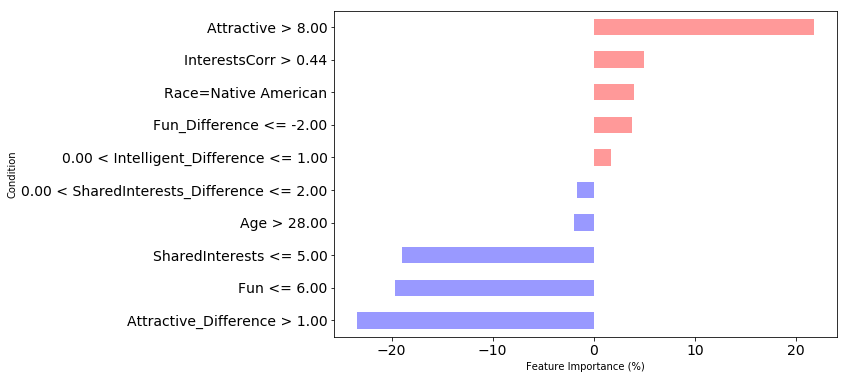 Attractive > 8.00
InterestsCorr > 0.44
Race=Native American
Fun_Difference <= -2.00
0.00 < Intelligent_Difference <= 1.00
0.00 < SharedInterests_Difference <= 2.00
Age > 28.00
SharedInterests <= 5.00
Fun <= 6.00
Attractive_Difference > 1.00
Condition
−20 −10 0 10 20
Feature Importance (%)